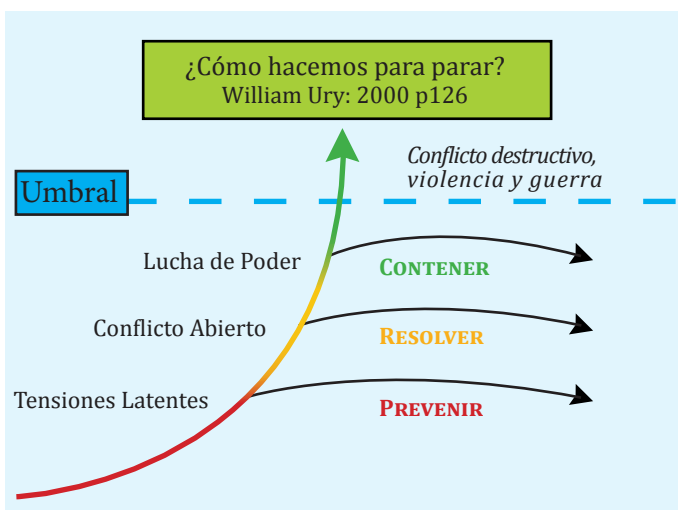 ¿Cómo hacemos para parar?
William Ury: 2000 p126
Conflicto destructivo,
violencia y guerra
Umbral
Lucha de Poder
CONTENER
Conflicto Abierto
RESOLVER
Tensiones Latentes
PREVENIR